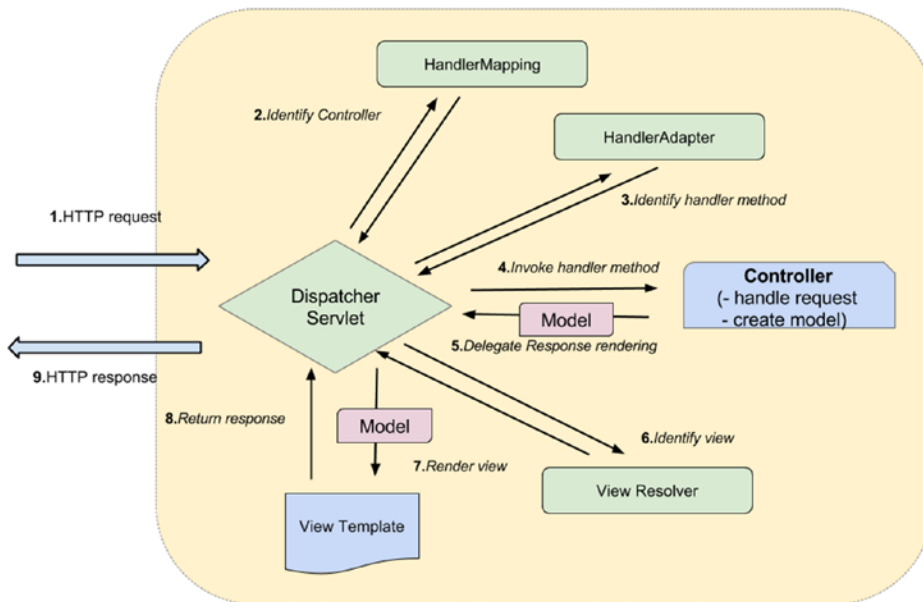 HandlerMapping
2.Identify Controller
HandlerAdapter
3.Identify handler method
1.HTTP request
4.Invoke handler method
Controller
(- handle request
- create model)
Dispatcher
Servlet
Model
5.Delegate Response rendering
9.HTTP response
8.Return response
Model
6.Identify view
7.Render view
View Resolver
View Template